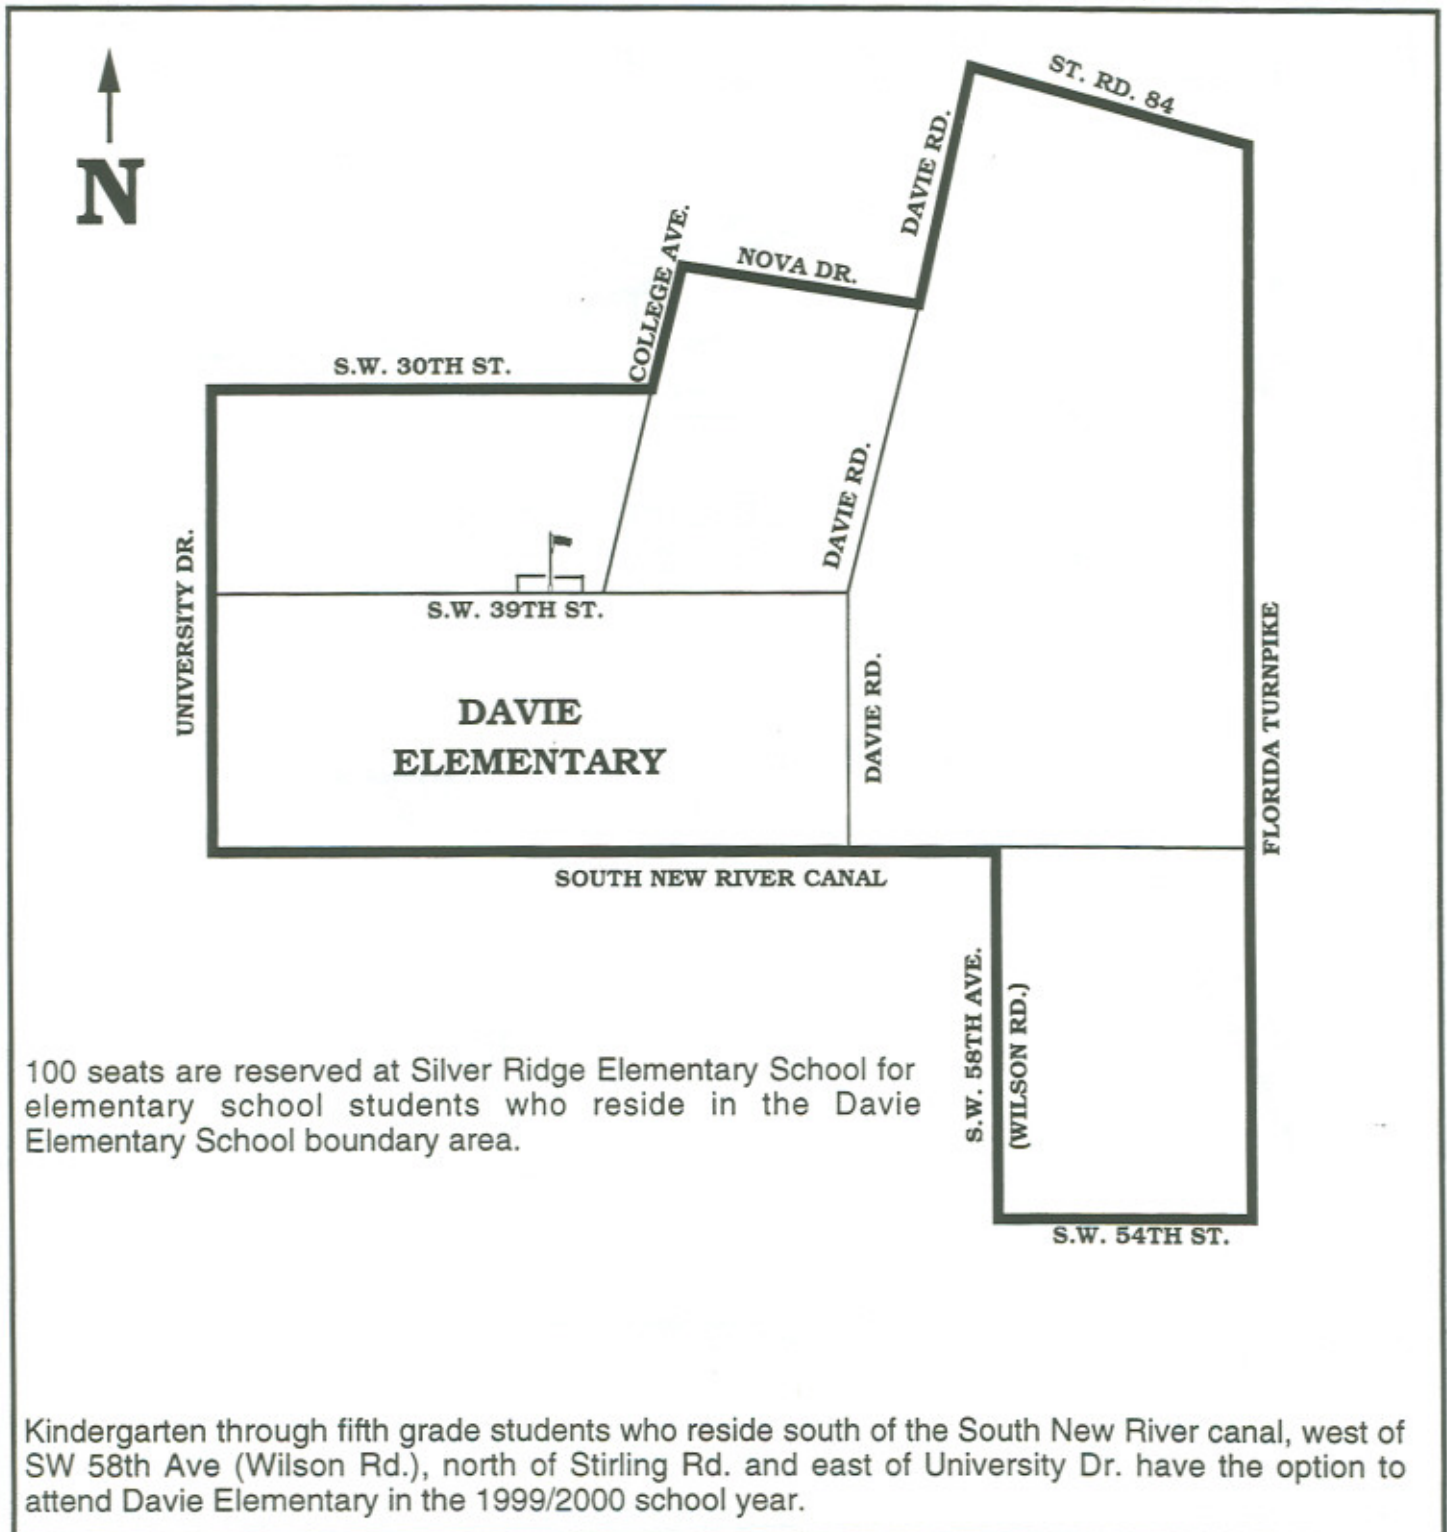 ST. RD. 84
N
DAVIE RD.
COLLEGE AVE.
NOVA DR.
S.W. 30TH ST.
DAVIE RD.
UNIVERSITY DR.
S.W. 39TH ST.
DAVIE RD.
FLORIDA TURNPIKE
DAVIE
ELEMENTARY
SOUTH NEW RIVER CANAL
S.W. 58TH AVE.
(WILSON RD.)
100 seats are reserved at Silver Ridge Elementary School for
elementary school students who reside in the Davie
Elementary School boundary area.
S.W. 54TH ST.
Kindergarten through fifth grade students who reside south of the South New River canal, west of
SW 58th Ave (Wilson Rd.), north of Stirling Rd. and east of University Dr. have the option to
attend Davie Elementary in the 1999/2000 school year.